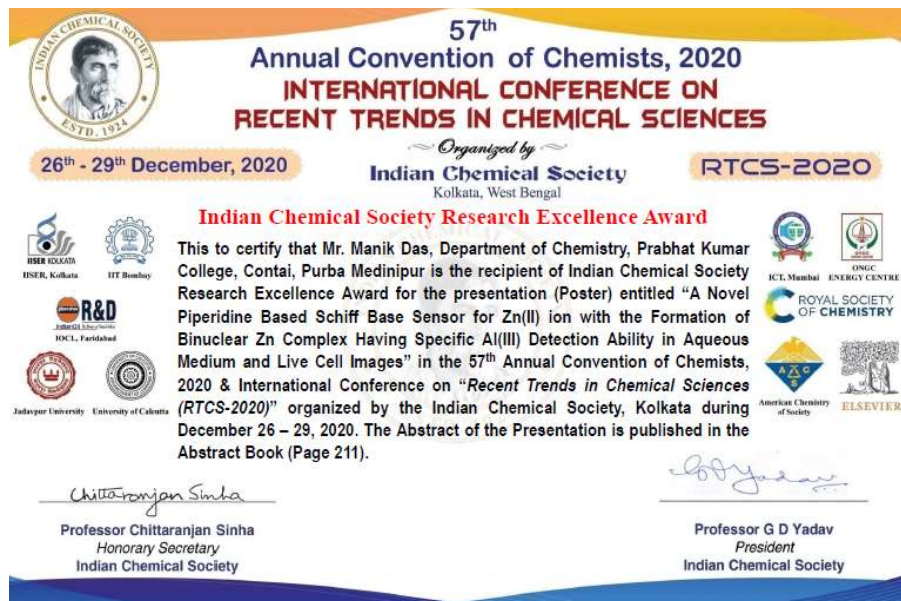 INDIAN CHEMICAL SOCIETY
ESTD. 1924
57th
Annual Convention of Chemists, 2020
INTERNATIONAL CONFERENCE ON
RECENT TRENDS IN CHEMICAL SCIENCES
Organized by
26th - 29th December, 2020
Indian Chemical Society
Kolkata, West Bengal
RTCS-2020
Indian Chemical Society Research Excellence Award
This to certify that Mr. Manik Das, Department of Chemistry, Prabhat Kumar
College, Contai, Purba Medinipur is the recipient of Indian Chemical Society
Research Excellence Award for the presentation (Poster) entitled “A Novel
Piperidine Based Schiff Base Sensor for Zn(II) ion with the Formation of
Binuclear Zn Complex Having Specific Al(III) Detection Ability in Aqueous
Medium and Live Cell Images” in the 57th Annual Convention of Chemists,
2020 & International Conference on “Recent Trends in Chemical Sciences
(RTCS-2020)” organized by the Indian Chemical Society, Kolkata during
December 26 – 29, 2020. The Abstract of the Presentation is published in the
Abstract Book (Page 211).
IISER KOLKATA
IISER, Kolkata
IIT Bombay
R&D
IndianOil
IOCL, Faridabad
Jadavpur University
University of Calcutta
ICT, Mumbai
ONGC
ENERGY CENTRE
ROYAL SOCIETY
OF CHEMISTRY
A C S
American Chemistry
of Society
ELSEVIER
Chittaranjan Sinha
Professor Chittaranjan Sinha
Honorary Secretary
Indian Chemical Society
GDYadav
Professor G D Yadav
President
Indian Chemical Society